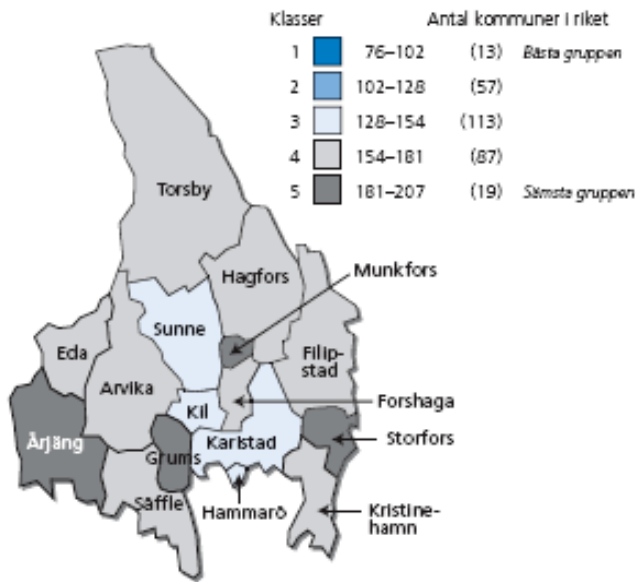 Klasser Antal kommuner i riket
1 76–102 (13) Bästa gruppen
2 102–128 (57)
3 128–154 (113)
4 154–181 (87)
5 181–207 (19) Sämsta gruppen
Torsby
Hagfors
Munkfors
Sunne
Eda
Filip-
stad
Arvika
Forshaga
Kil
Årjäng
Karlstad
Storfors
Grums
Säffle
Hammarö
Kristine-
hamn